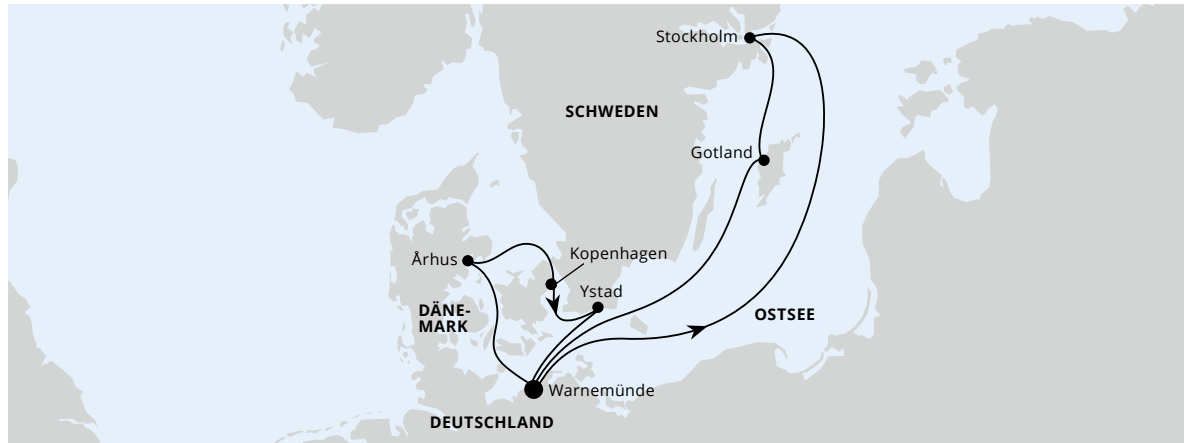 Stockholm
SCHWEDEN
Gotland
Kopenhagen
Århus
Ystad
DÄNE-
MARK
OSTSEE
Warnemünde
DEUTSCHLAND